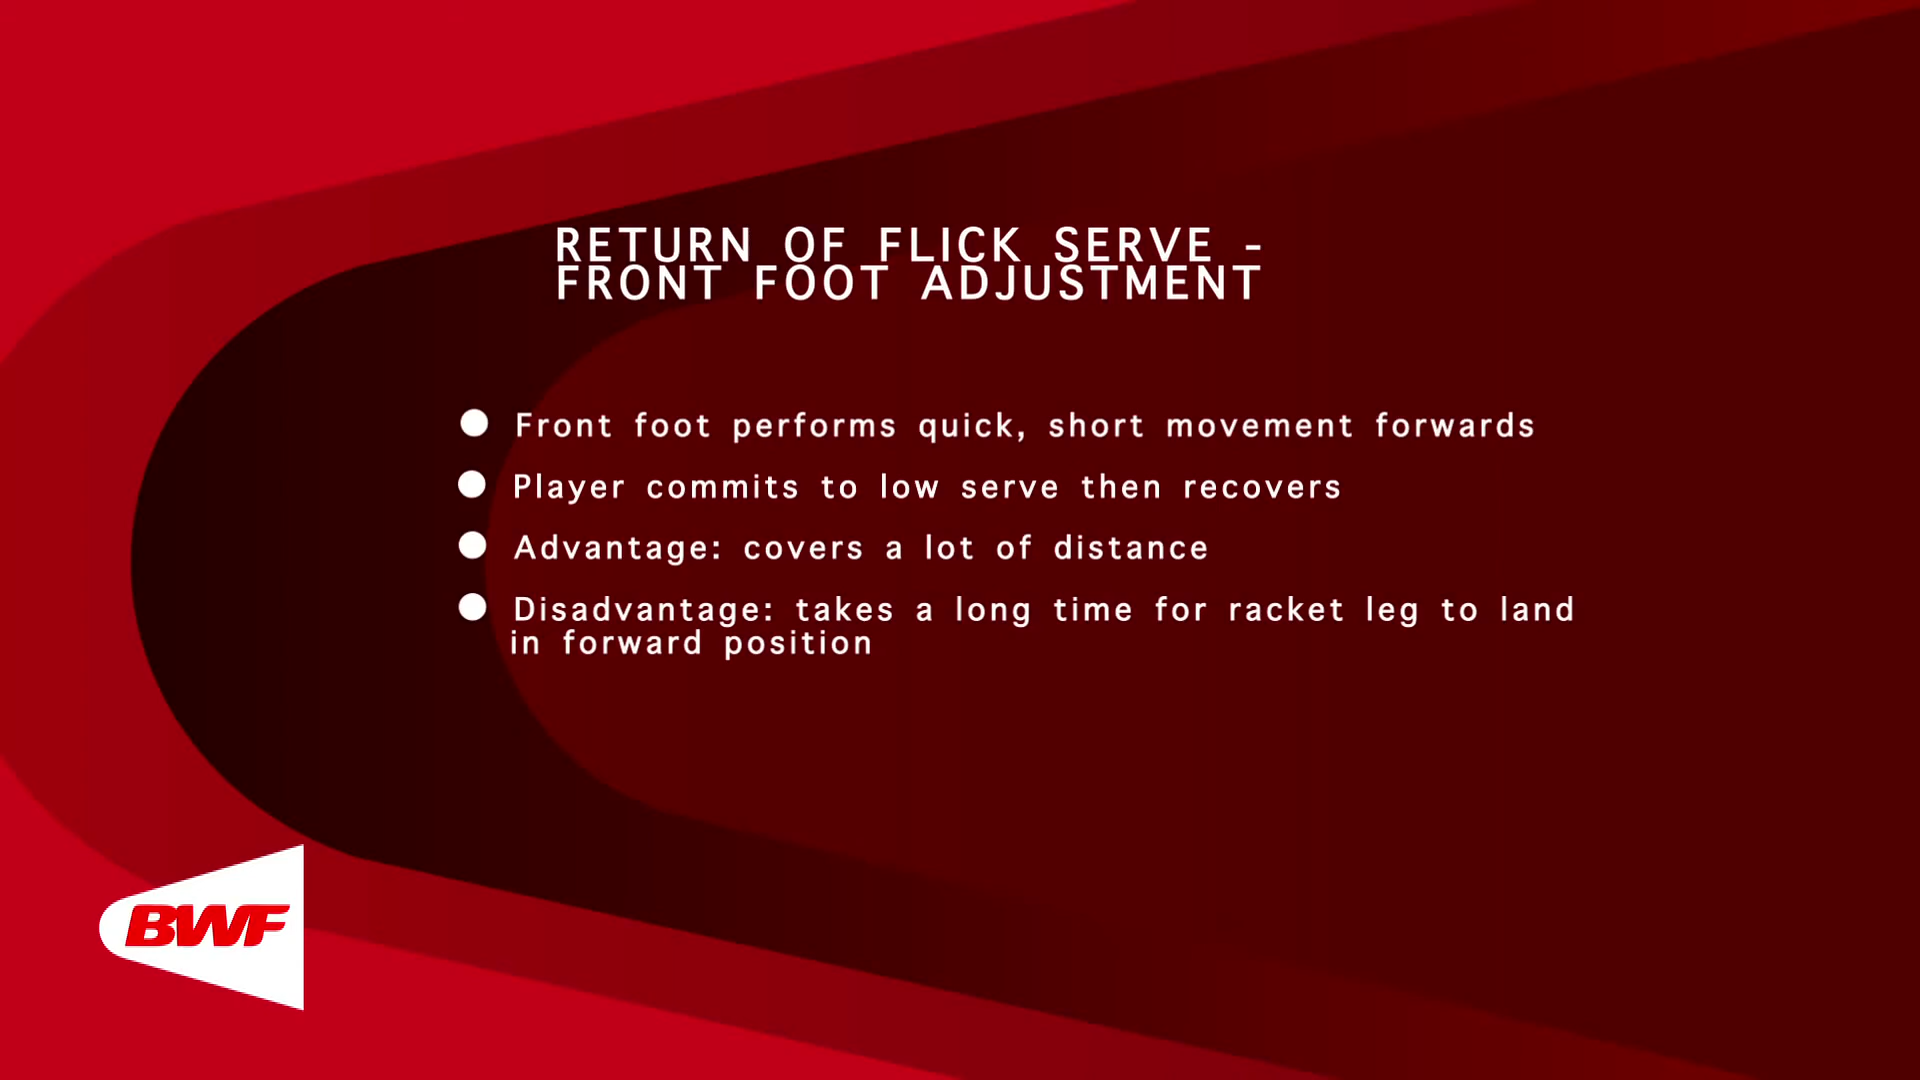 RETURN OF FLICK SERVE -
FRONT FOOT ADJUSTMENT
● Front foot performs quick, short movement forwards
● Player commits to low serve then recovers
● Advantage: covers a lot of distance
● Disadvantage: takes a long time for racket leg to land
in forward position
BWF